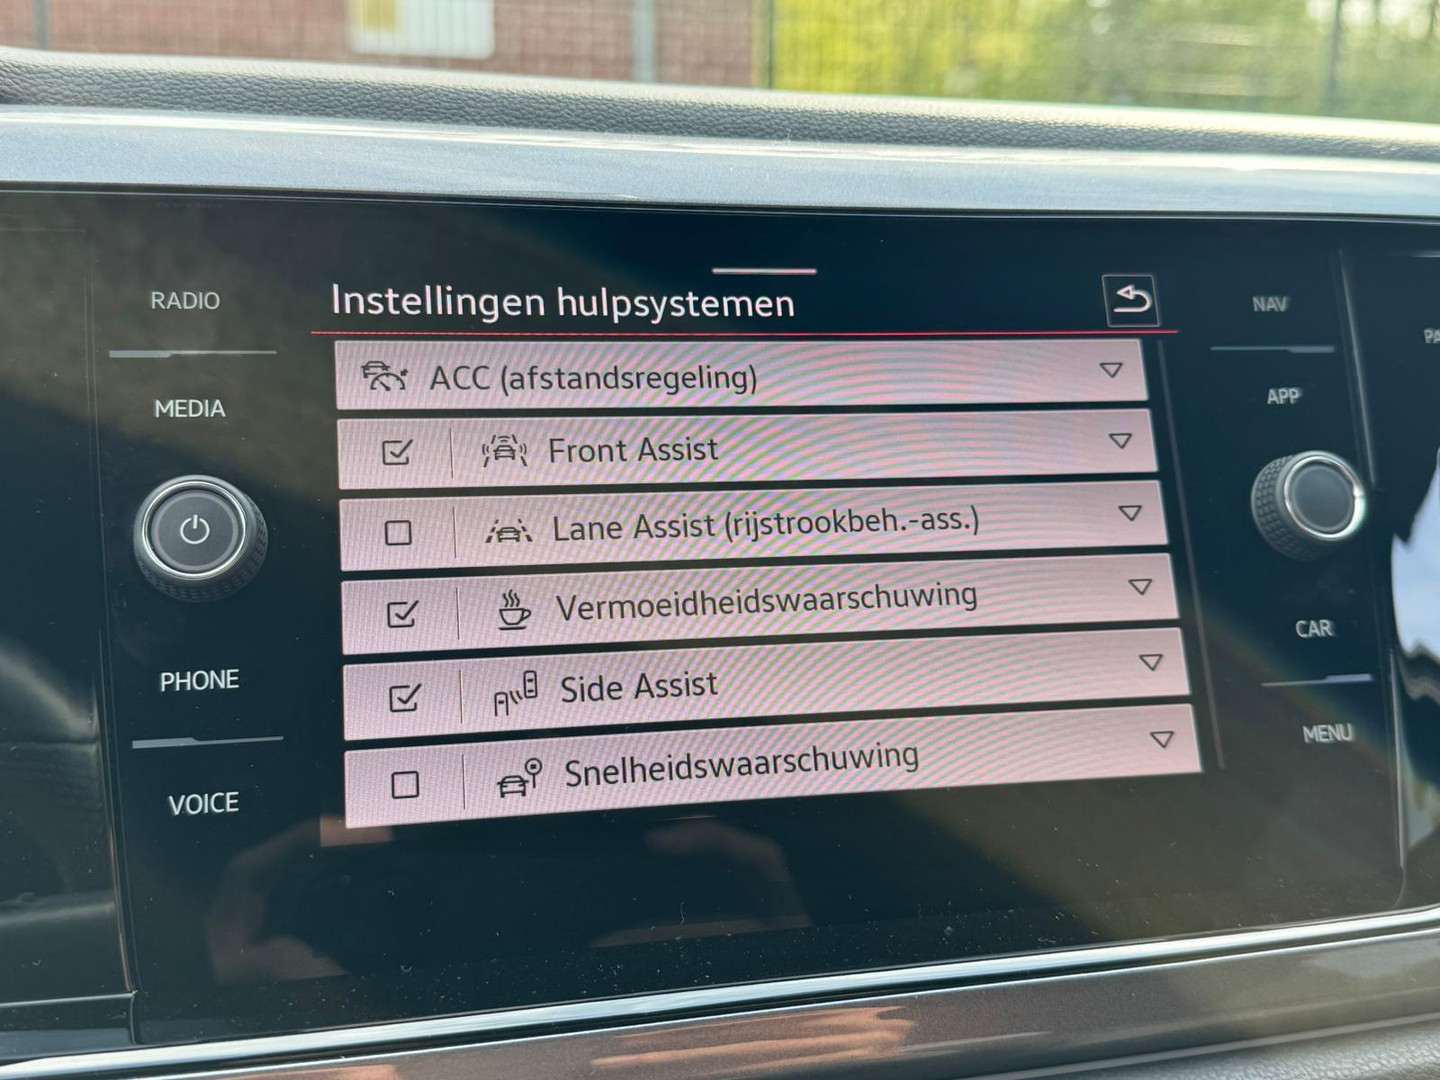 RADIO
MEDIA
PHONE
VOICE
Instellingen hulpsystemen
ACC (afstandsregeling)
Front Assist
Lane Assist (rijstrookbeh.-ass.)
Vermoeidheidswaarschuwing
Side Assist
Snelheidswaarschuwing
NAV
APP
CAR
MENU